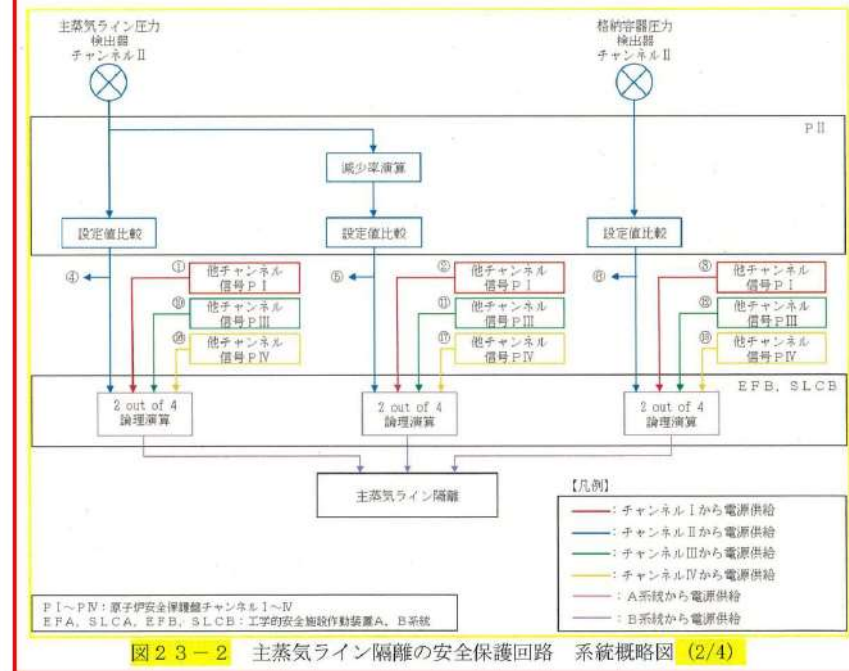 主蒸気ライン圧力
検出器
チャンネルⅡ
格納容器圧力
検出器
チャンネルⅡ
PⅡ
減少率演算
設定値比較
設定値比較
設定値比較
④
①
他チャンネル
信号PⅠ
⑤
②
他チャンネル
信号PⅠ
⑥
③
他チャンネル
信号PⅠ
⑩
他チャンネル
信号PⅢ
⑪
他チャンネル
信号PⅢ
⑫
他チャンネル
信号PⅢ
⑯
他チャンネル
信号PⅣ
⑰
他チャンネル
信号PⅣ
⑱
他チャンネル
信号PⅣ
EFB, SLCB
2 out of 4
論理演算
2 out of 4
論理演算
2 out of 4
論理演算
主蒸気ライン隔離
【凡例】
:チャンネルⅠから電源供給
:チャンネルⅡから電源供給
:チャンネルⅢから電源供給
:チャンネルⅣから電源供給
:A系統から電源供給
:B系統から電源供給
PⅠ~PⅣ:原子炉安全保護盤チャンネルⅠ~Ⅳ
EFA, SLCA, EFB, SLCB:工学的安全施設作動装置A、B系統
図23-2 主蒸気ライン隔離の安全保護回路 系統概略図 (2/4)